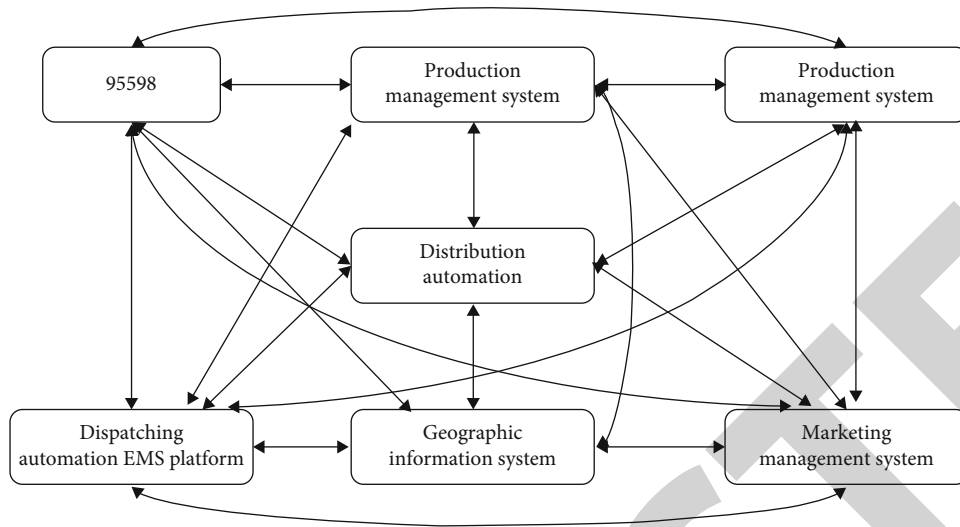 95598
Production
management system
Production
management system
Distribution
automation
Dispatching
automation EMS platform
Geographic
information system
Marketing
management system